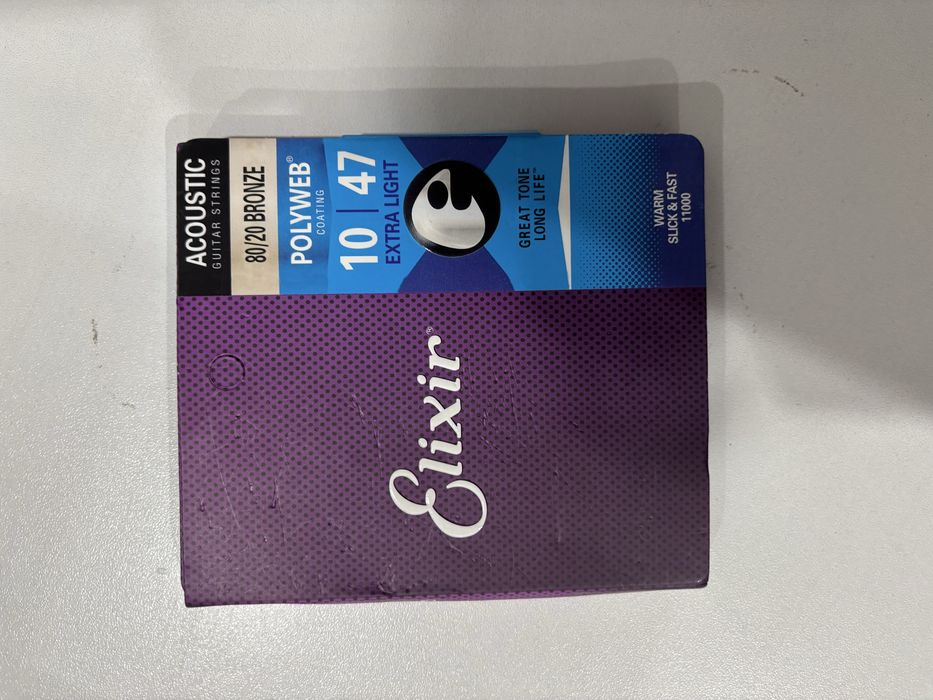 ACOUSTIC
GUITAR STRINGS
80/20 BRONZE
POLYWEB®
COATING
10 | 47
EXTRA LIGHT
e
GREAT TONE
LONG LIFE™
WARM
SLICK & FAST
11000
Elixir®